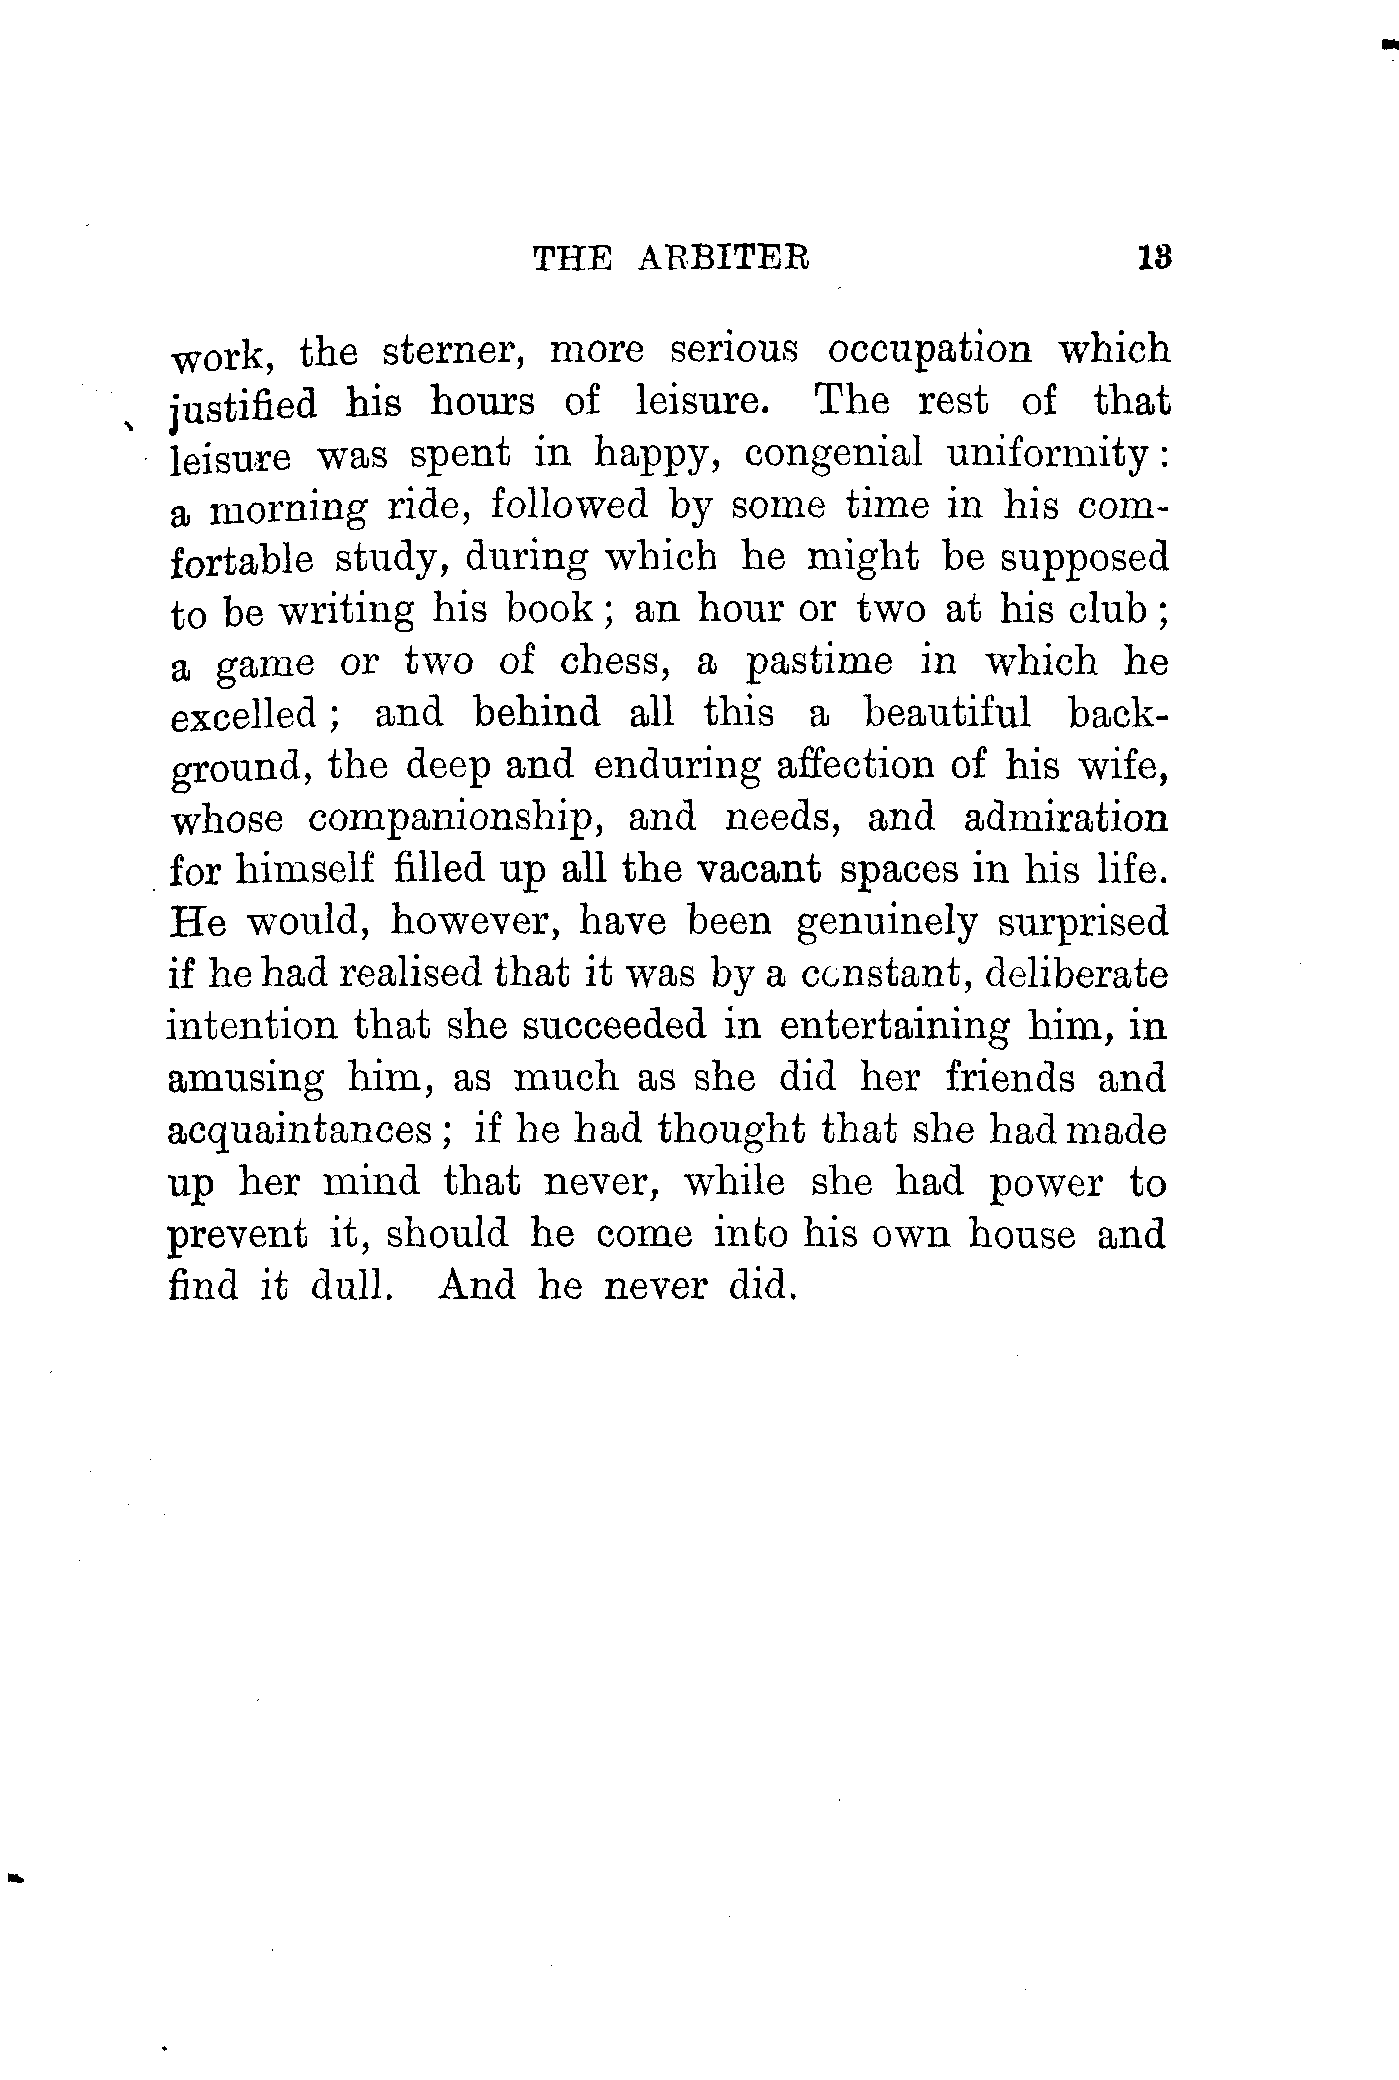 THE ARBITER 13
work, the sterner, more serious occupation which
justified his hours of leisure. The rest of that
leisure was spent in happy, congenial uniformity :
a morning ride, followed by some time in his com-
fortable study, during which he might be supposed
to be writing his book ; an hour or two at his club ;
a game or two of chess, a pastime in which he
excelled ; and behind all this a beautiful back-
ground, the deep and enduring affection of his wife,
whose companionship, and needs, and admiration
for himself filled up all the vacant spaces in his life.
He would, however, have been genuinely surprised
if he had realised that it was by a constant, deliberate
intention that she succeeded in entertaining him, in
amusing him, as much as she did her friends and
acquaintances ; if he had thought that she had made
up her mind that never, while she had power to
prevent it, should he come into his own house and
find it dull. And he never did.